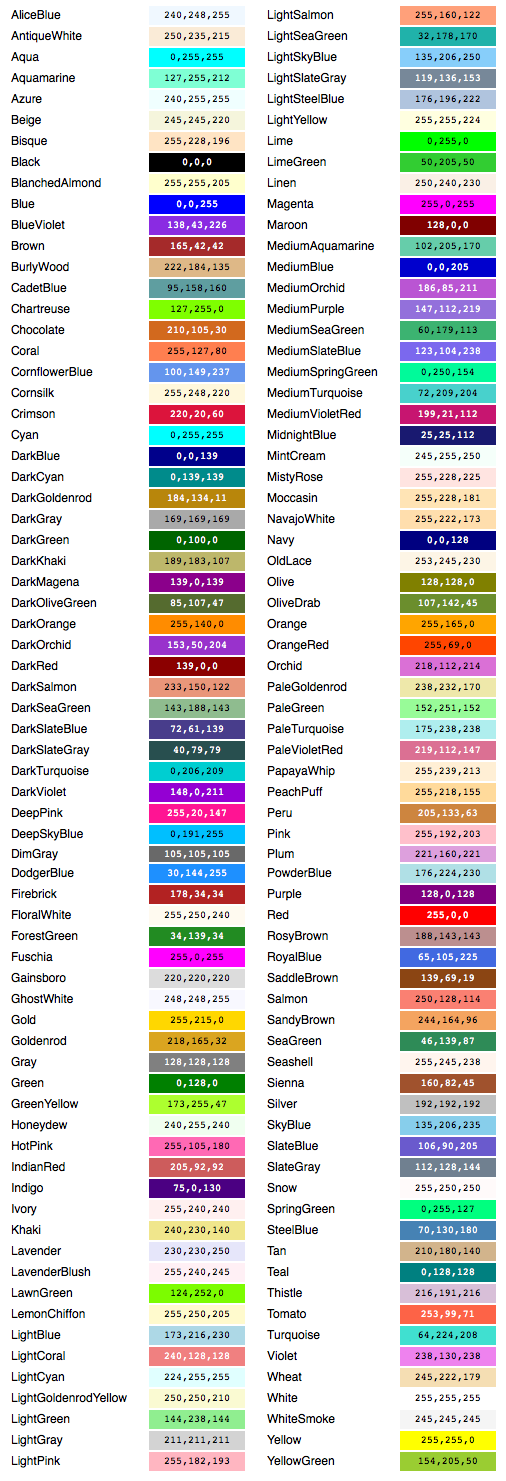 AliceBlue 240,248,255
AntiqueWhite 250,235,215
Aqua 0,255,255
Aquamarine 127,255,212
Azure 240,255,255
Beige 245,245,220
Bisque 255,228,196
Black 0,0,0
BlanchedAlmond 255,255,205
Blue 0,0,255
BlueViolet 138,43,226
Brown 165,42,42
BurlyWood 222,184,135
CadetBlue 95,158,160
Chartreuse 127,255,0
Chocolate 210,105,30
Coral 255,127,80
CornflowerBlue 100,149,237
Cornsilk 255,248,220
Crimson 220,20,60
Cyan 0,255,255
DarkBlue 0,0,139
DarkCyan 0,139,139
DarkGoldenrod 184,134,11
DarkGray 169,169,169
DarkGreen 0,100,0
DarkKhaki 189,183,107
DarkMagena 139,0,139
DarkOliveGreen 85,107,47
DarkOrange 255,140,0
DarkOrchid 153,50,204
DarkRed 139,0,0
DarkSalmon 233,150,122
DarkSeaGreen 143,188,143
DarkSlateBlue 72,61,139
DarkSlateGray 40,79,79
DarkTurquoise 0,206,209
DarkViolet 148,0,211
DeepPink 255,20,147
DeepSkyBlue 0,191,255
DimGray 105,105,105
DodgerBlue 30,144,255
Firebrick 178,34,34
FloralWhite 255,250,240
ForestGreen 34,139,34
Fuschia 255,0,255
Gainsboro 220,220,220
GhostWhite 248,248,255
Gold 255,215,0
Goldenrod 218,165,32
Gray 128,128,128
Green 0,128,0
GreenYellow 173,255,47
Honeydew 240,255,240
HotPink 255,105,180
IndianRed 205,92,92
Indigo 75,0,130
Ivory 255,240,240
Khaki 240,230,140
Lavender 230,230,250
LavenderBlush 255,240,245
LawnGreen 124,252,0
LemonChiffon 255,250,205
LightBlue 173,216,230
LightCoral 240,128,128
LightCyan 224,255,255
LightGoldenrodYellow 250,250,210
LightGreen 144,238,144
LightGray 211,211,211
LightPink 255,182,193
LightSalmon 255,160,122
LightSeaGreen 32,178,170
LightSkyBlue 135,206,250
LightSlateGray 119,136,153
LightSteelBlue 176,196,222
LightYellow 255,255,224
Lime 0,255,0
LimeGreen 50,205,50
Linen 250,240,230
Magenta 255,0,255
Maroon 128,0,0
MediumAquamarine 102,205,170
MediumBlue 0,0,205
MediumOrchid 186,85,211
MediumPurple 147,112,219
MediumSeaGreen 60,179,113
MediumSlateBlue 123,104,238
MediumSpringGreen 0,250,154
MediumTurquoise 72,209,204
MediumVioletRed 199,21,112
MidnightBlue 25,25,112
MintCream 245,255,250
MistyRose 255,228,225
Moccasin 255,228,181
NavajoWhite 255,222,173
Navy 0,0,128
OldLace 253,245,230
Olive 128,128,0
OliveDrab 107,142,45
Orange 255,165,0
OrangeRed 255,69,0
Orchid 218,112,214
PaleGoldenrod 238,232,170
PaleGreen 152,251,152
PaleTurquoise 175,238,238
PaleVioletRed 219,112,147
PapayaWhip 255,239,213
PeachPuff 255,218,155
Peru 205,133,63
Pink 255,192,203
Plum 221,160,221
PowderBlue 176,224,230
Purple 128,0,128
Red 255,0,0
RosyBrown 188,143,143
RoyalBlue 65,105,225
SaddleBrown 139,69,19
Salmon 250,128,114
SandyBrown 244,164,96
SeaGreen 46,139,87
Seashell 255,245,238
Sienna 160,82,45
Silver 192,192,192
SkyBlue 135,206,235
SlateBlue 106,90,205
SlateGray 112,128,144
Snow 255,250,250
SpringGreen 0,255,127
SteelBlue 70,130,180
Tan 210,180,140
Teal 0,128,128
Thistle 216,191,216
Tomato 253,99,71
Turquoise 64,224,208
Violet 238,130,238
Wheat 245,222,179
White 255,255,255
WhiteSmoke 245,245,245
Yellow 255,255,0
YellowGreen 154,205,50